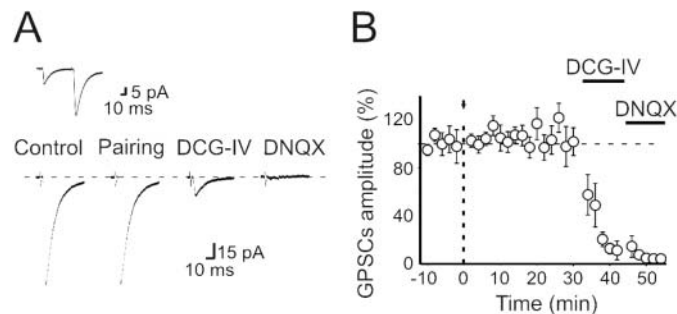 A
5 pA
10 ms
Control Pairing DCG-IV DNQX
15 pA
10 ms
B
DCG-IV
DNQX
GPSCs amplitude (%)
120
80
40
0
-10 0 10 20 30 40 50
Time (min)